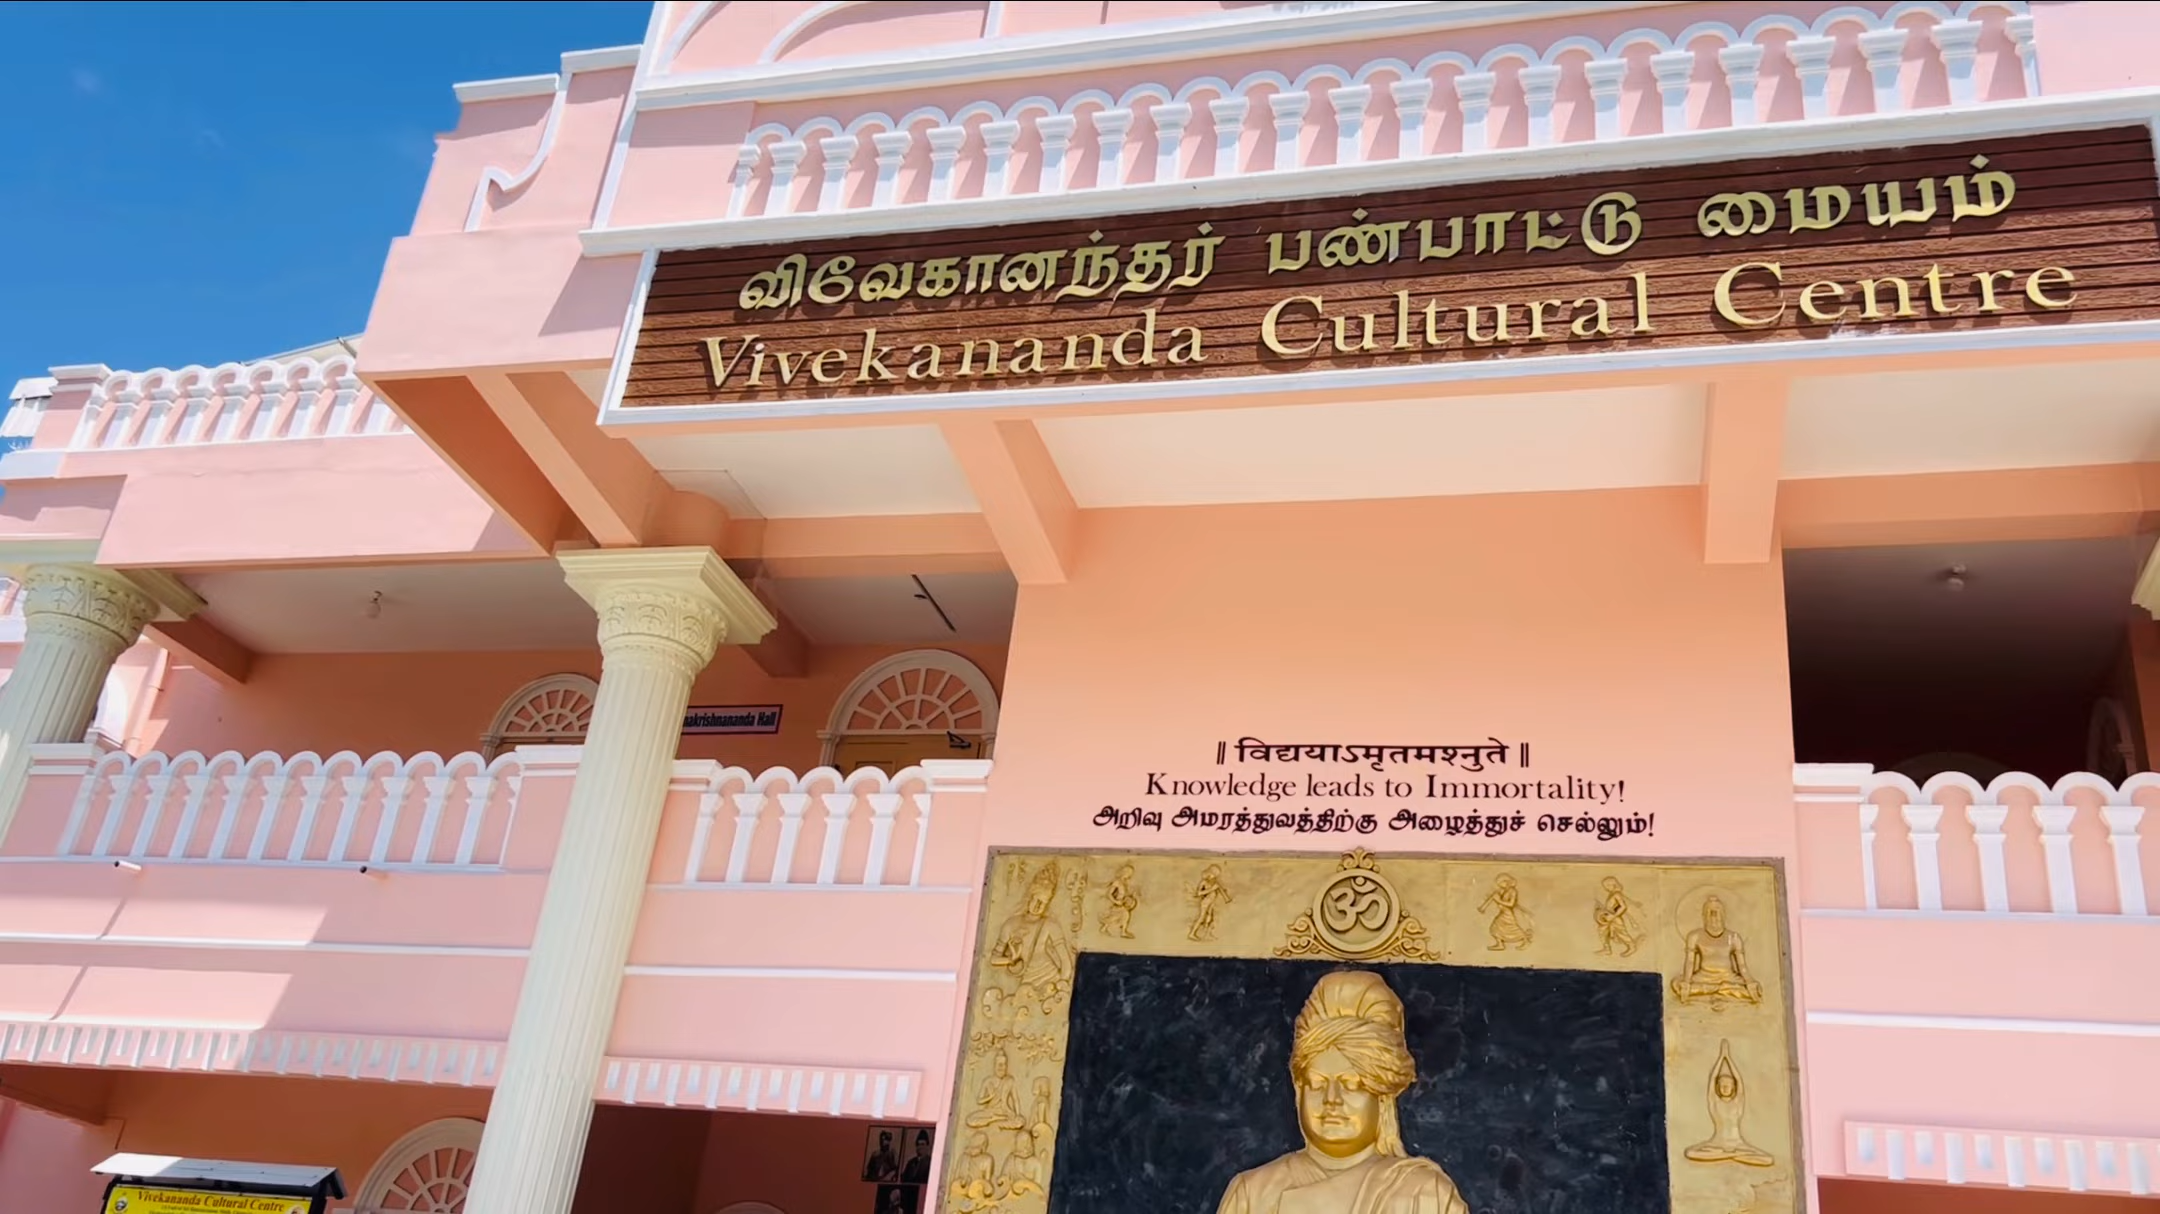 விவேகானந்தர் பண்பாட்டு மையம்
Vivekananda Cultural Centre
Hall
॥ विद्ययाऽमृतमश्नुते ॥
Knowledge leads to Immortality!
அறிவு அமரத்துவத்திற்கு அழைத்துச் செல்லும்!
ॐ
Vivekananda Cultural Centre